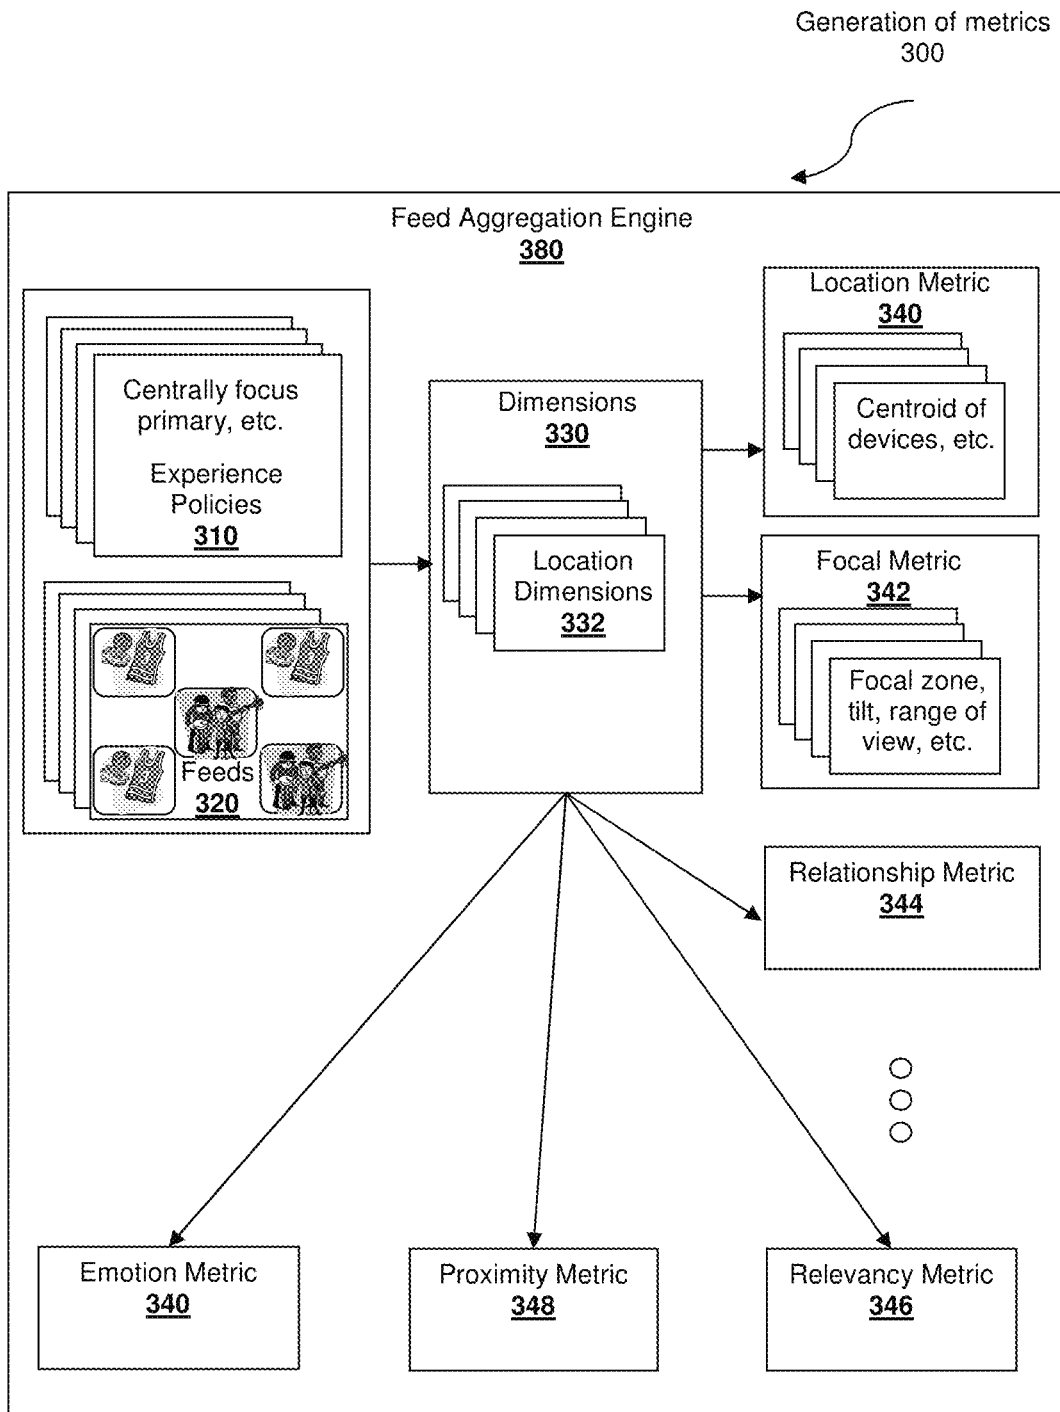 Generation of metrics
300
Feed Aggregation Engine
380
Centrally focus
primary, etc.
Experience
Policies
310
Feeds
320
Dimensions
330
Location
Dimensions
332
Location Metric
340
Centroid of
devices, etc.
Focal Metric
342
Focal zone,
tilt, range of
view, etc.
Relationship Metric
344
Emotion Metric
340
Proximity Metric
348
Relevancy Metric
346